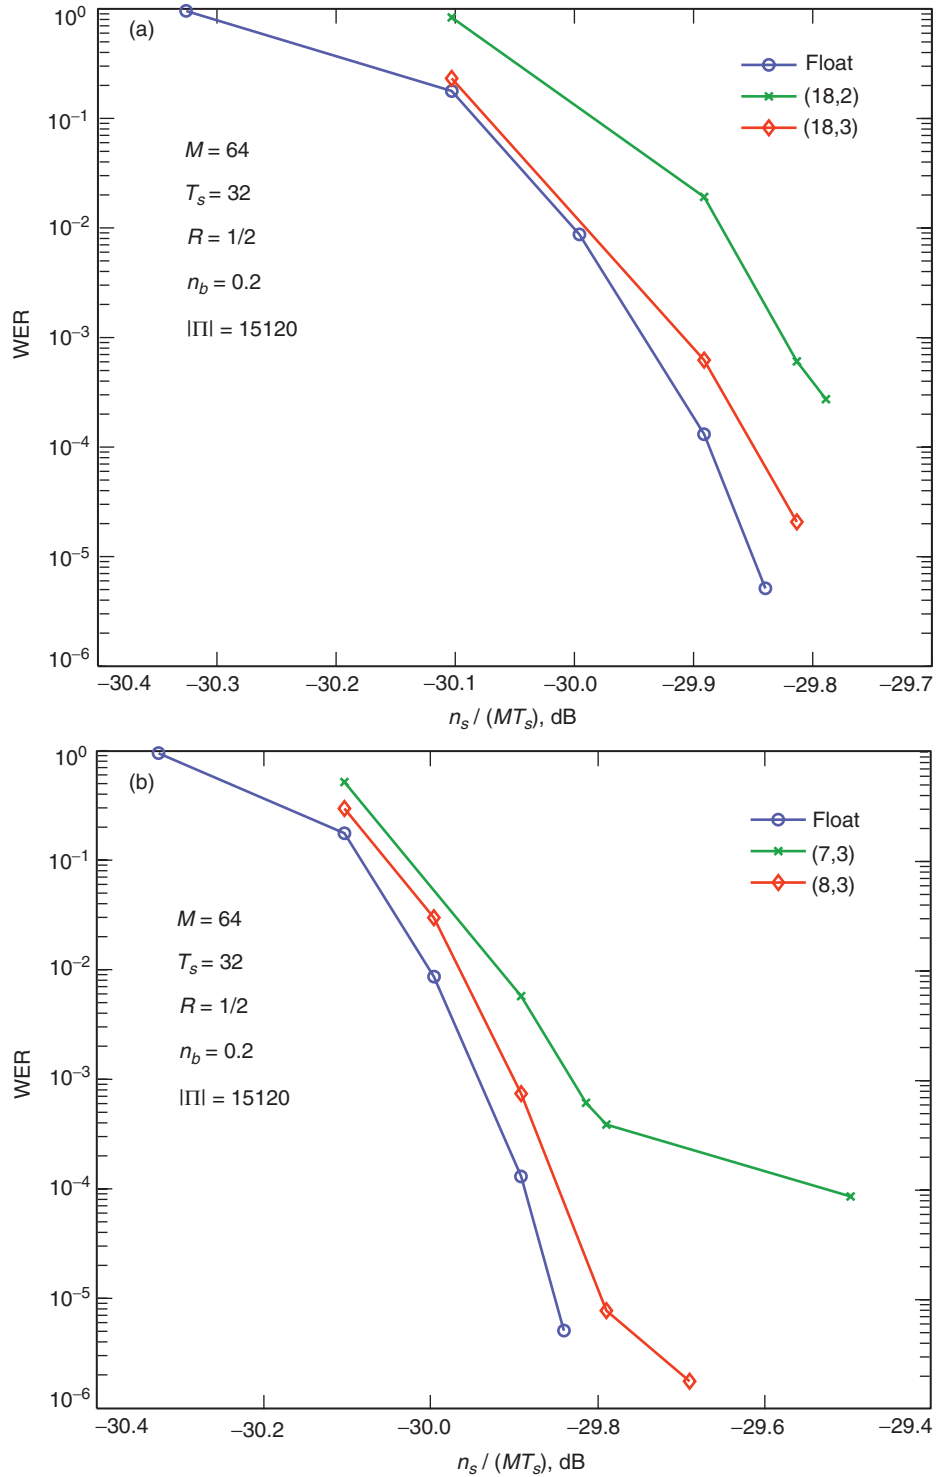 (a)
Float
(18,2)
(18,3)
M = 64
T_s = 32
R = 1/2
n_b = 0.2
|Π| = 15120
WER
10^0
10^–1
10^–2
10^–3
10^–4
10^–5
10^–6
–30.4 –30.3 –30.2 –30.1 –30.0 –29.9 –29.8 –29.7
n_s / (MT_s), dB
(b)
Float
(7,3)
(8,3)
M = 64
T_s = 32
R = 1/2
n_b = 0.2
|Π| = 15120
WER
10^0
10^–1
10^–2
10^–3
10^–4
10^–5
10^–6
–30.4 –30.2 –30.0 –29.8 –29.6 –29.4
n_s / (MT_s), dB